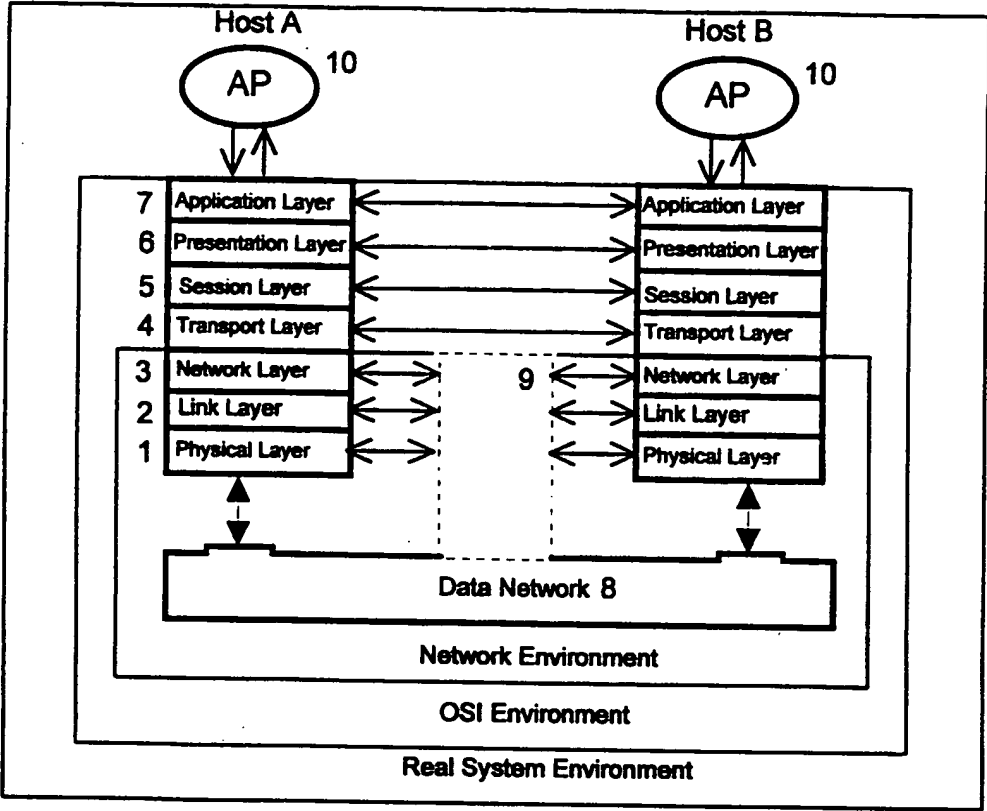 Host A
Host B
AP
10
AP
10
7
Application Layer
Application Layer
6
Presentation Layer
Presentation Layer
5
Session Layer
Session Layer
4
Transport Layer
Transport Layer
3
Network Layer
9
Network Layer
2
Link Layer
Link Layer
1
Physical Layer
Physical Layer
Data Network 8
Network Environment
OSI Environment
Real System Environment